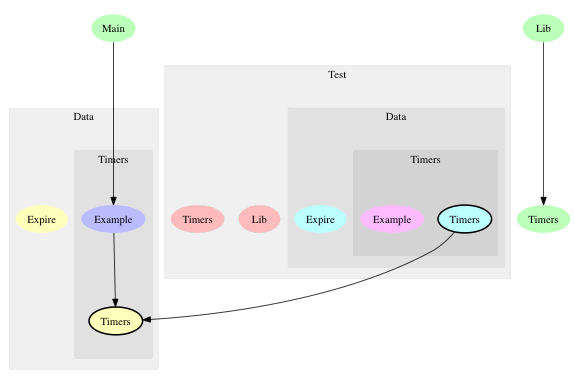 Main
Lib
Test
Data
Data
Timers
Timers
Expire
Example
Timers
Lib
Expire
Example
Timers
Timers
Timers